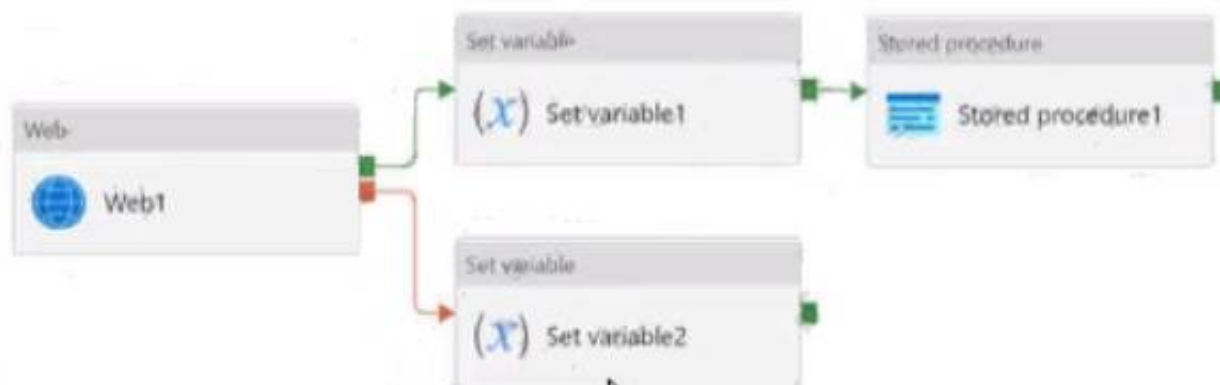 Set variable
(x) Set variable1
Stored procedure
Stored procedure1
Web
Web1
Set variable
(x) Set variable2